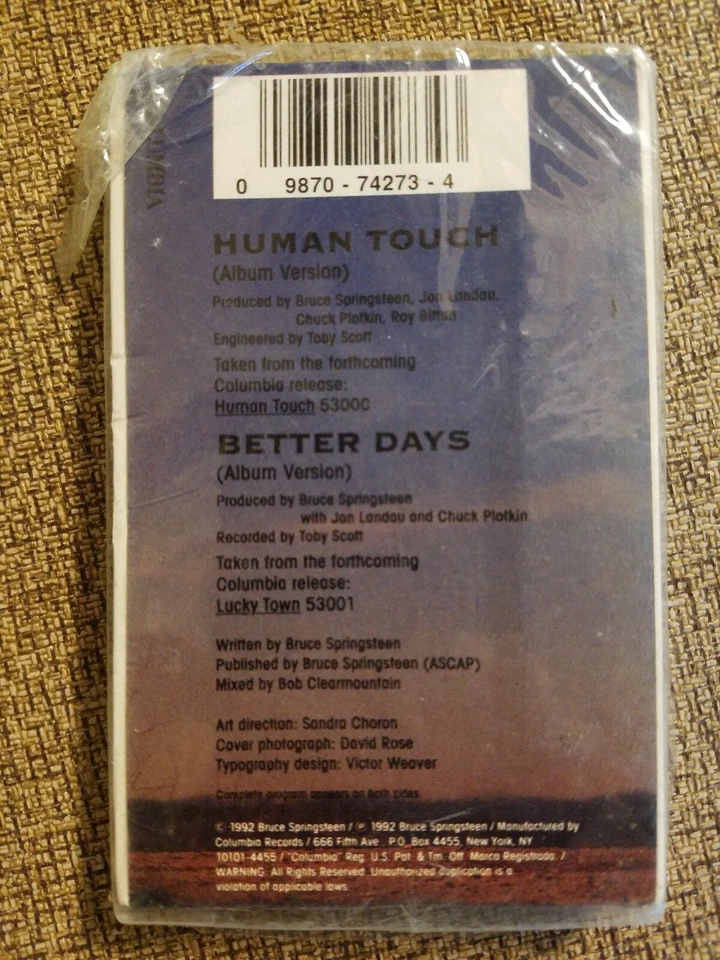 UMBIA
0 9870 - 74273 - 4
HUMAN TOUCH
(Album Version)
Produced by Bruce Springsteen, Jon Landau,
Chuck Plotkin, Roy Bittan
Engineered by Toby Scott
Taken from the forthcoming
Columbia release:
Human Touch 53000
BETTER DAYS
(Album Version)
Produced by Bruce Springsteen
with Jon Landau and Chuck Plotkin
Recorded by Toby Scott
Taken from the forthcoming
Columbia release:
Lucky Town 53001
Written by Bruce Springsteen
Published by Bruce Springsteen (ASCAP)
Mixed by Bob Clearmountain
Art direction: Sandra Choron
Cover photograph: David Rose
Typography design: Victor Weaver
Complete program appears on both sides
© 1992 Bruce Springsteen / ℗ 1992 Bruce Springsteen / Manufactured by
Columbia Records / 666 Fifth Ave., P.O. Box 4455, New York, NY
10101-4455 / "Columbia" Reg. U.S. Pat. & Tm. Off. Marca Registrada. /
WARNING: All Rights Reserved. Unauthorized duplication is a
violation of applicable laws.